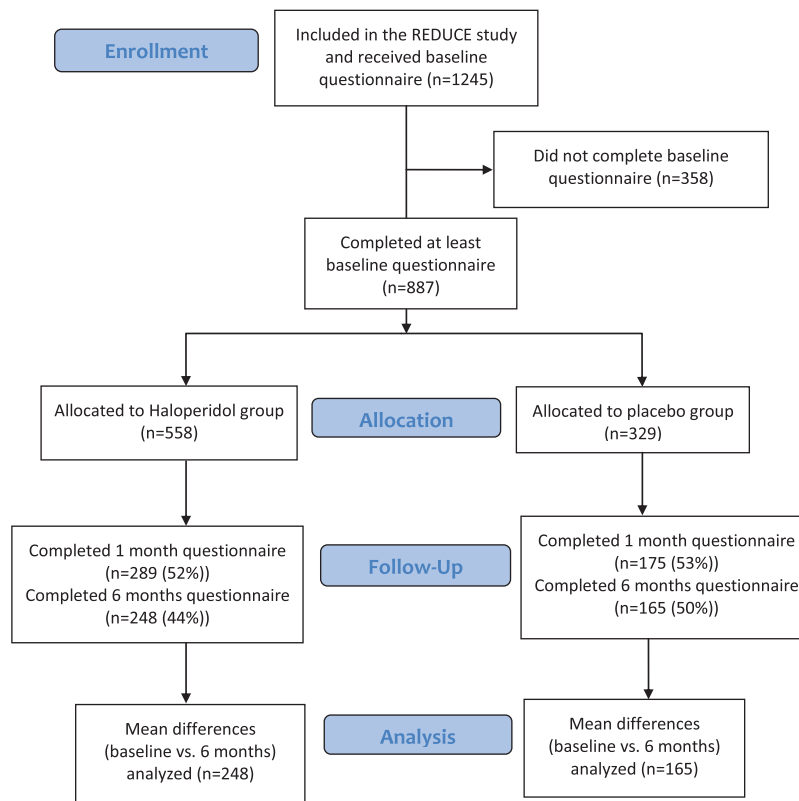 Enrollment
Included in the REDUCE study
and received baseline
questionnaire (n=1245)
Did not complete baseline
questionnaire (n=358)
Completed at least
baseline questionnaire
(n=887)
Allocated to Haloperidol group
(n=558)
Allocation
Allocated to placebo group
(n=329)
Completed 1 month questionnaire
(n=289 (52%))
Completed 6 months questionnaire
(n=248 (44%))
Follow-Up
Completed 1 month questionnaire
(n=175 (53%))
Completed 6 months questionnaire
(n=165 (50%))
Mean differences
(baseline vs. 6 months)
analyzed (n=248)
Analysis
Mean differences
(baseline vs. 6 months)
analyzed (n=165)